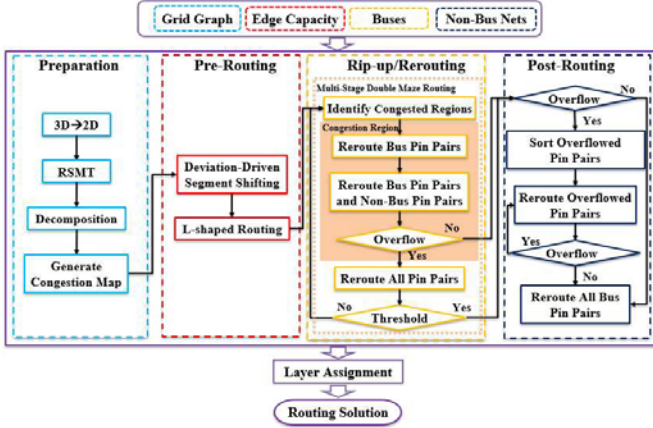 Grid Graph
Edge Capacity
Buses
Non-Bus Nets
Preparation
3D→2D
RSMT
Decomposition
Generate
Congestion Map
Pre-Routing
Deviation-Driven
Segment Shifting
L-shaped Routing
Rip-up/Rerouting
Multi-Stage Double Maze Routing
Identify Congested Regions
Congestion Region
Reroute Bus Pin Pairs
Reroute Bus Pin Pairs
and Non-Bus Pin Pairs
No
Overflow
Yes
Reroute All Pin Pairs
No
Yes
Threshold
Post-Routing
No
Overflow
Yes
Sort Overflowed
Pin Pairs
Reroute Overflowed
Pin Pairs
Yes
Overflow
No
Reroute All Bus
Pin Pairs
Layer Assignment
Routing Solution